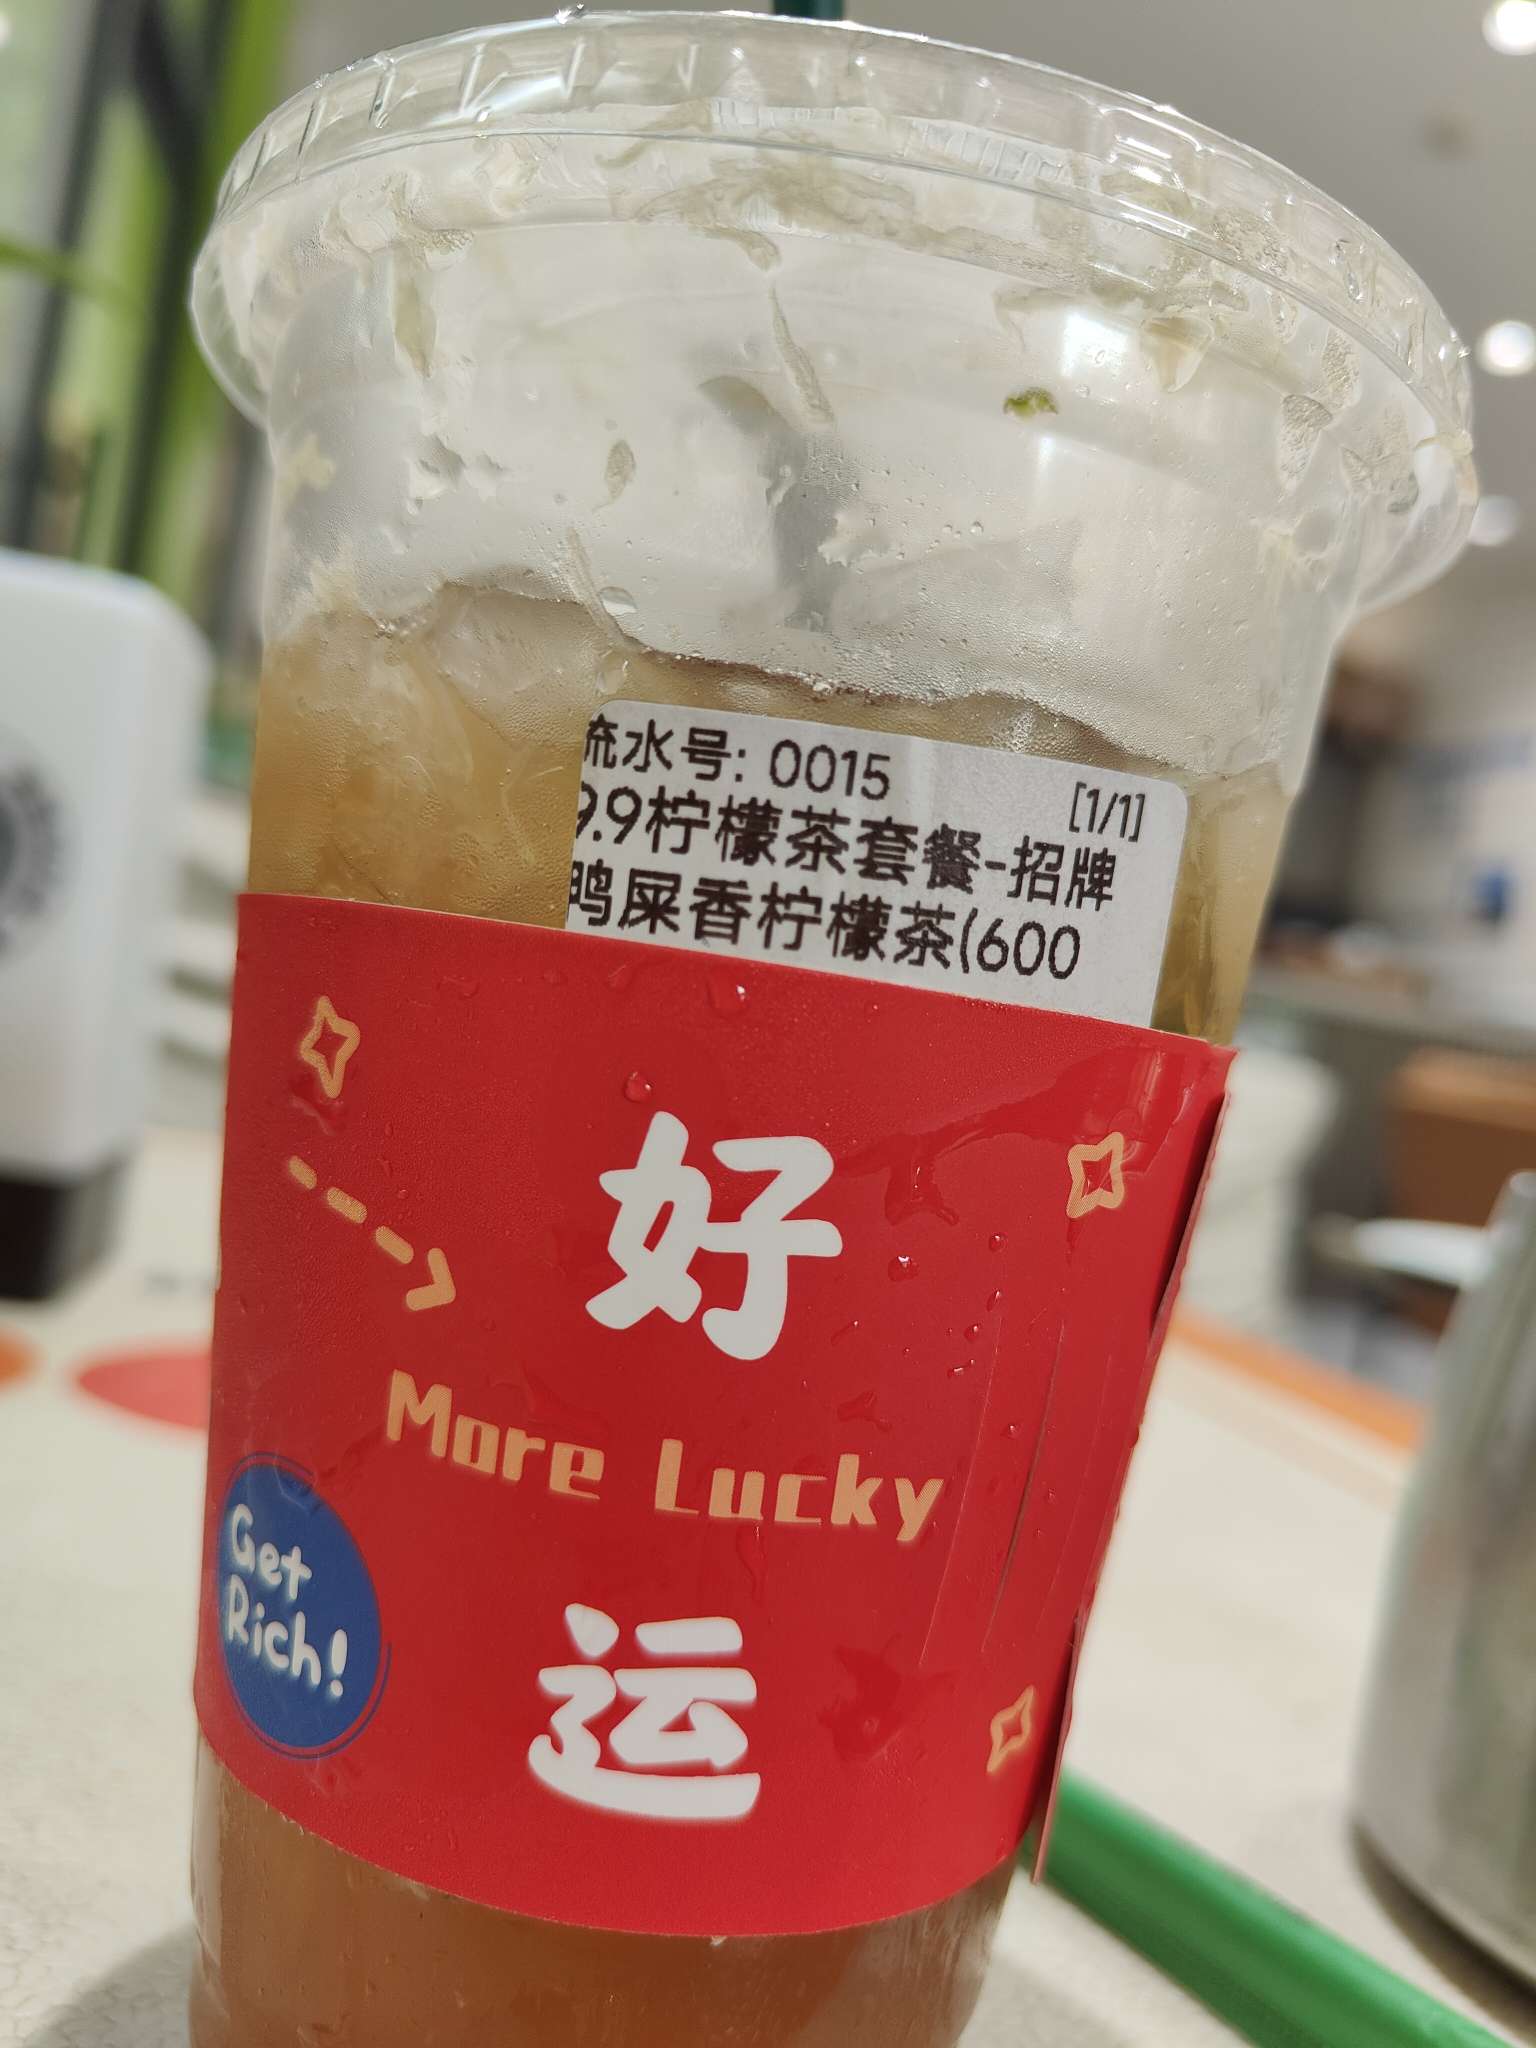 流水号: 0015
[1/1]
9.9柠檬茶套餐-招牌
鸭屎香柠檬茶(600
好
More Lucky
Get
Rich!
运